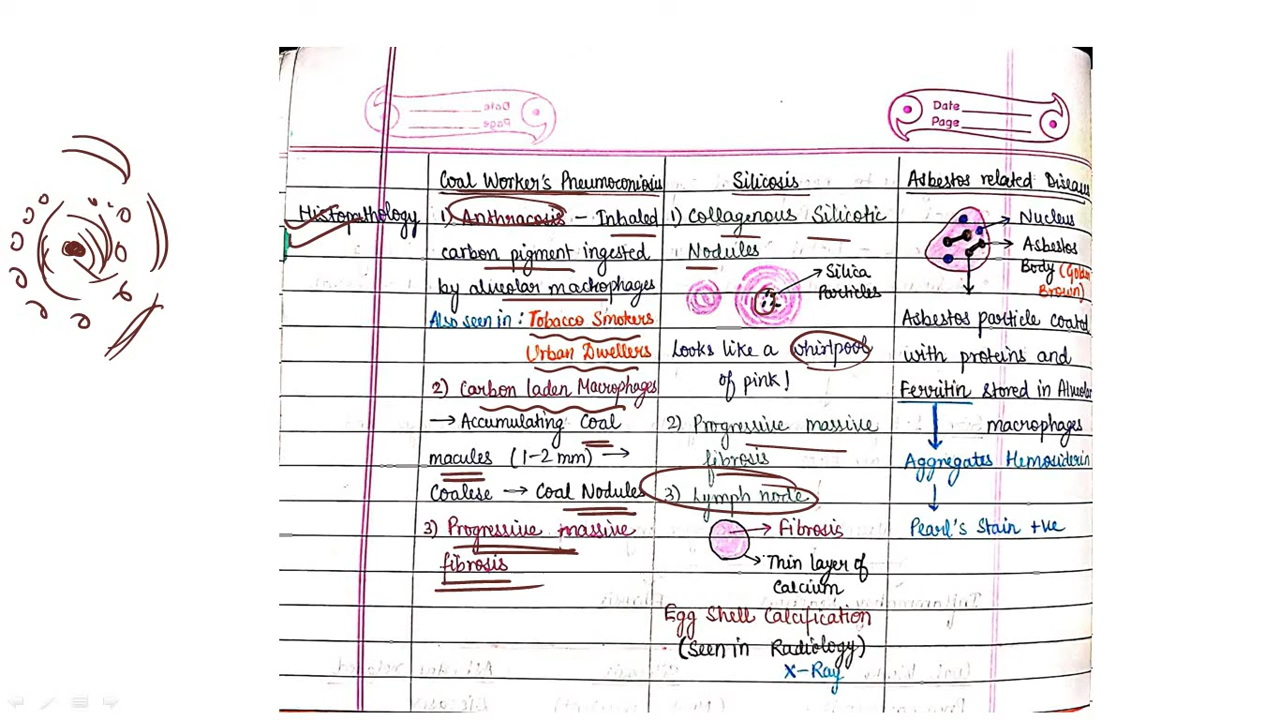 Date
Page
Coal Worker's Pneumoconiosis
Silicosis
Asbestos related Disease
Histopathology
1) Anthracosis - Inhaled
carbon pigment ingested
by alveolar macrophages
Also seen in : Tobacco Smokers
Urban Dwellers
2) Carbon laden Macrophages
→ Accumulating Coal
macules (1-2 mm) →
Coalese → Coal Nodules
3) Progressive massive
fibrosis
1) Collagenous Silicotic
Nodules
Silica
Particles
Looks like a whirlpool
of pink!
2) Progressive massive
fibrosis
3) Lymph node
Fibrosis
Thin layer of
Calcium
Egg Shell Calcification
(Seen in Radiology)
X-Ray
Nucleus
Asbestos
Body (Golden
Brown)
Asbestos particle coated
with proteins and
Ferritin stored in Alveolar
macrophages
Aggregates Hemosiderin
Pearl's Stain +ve